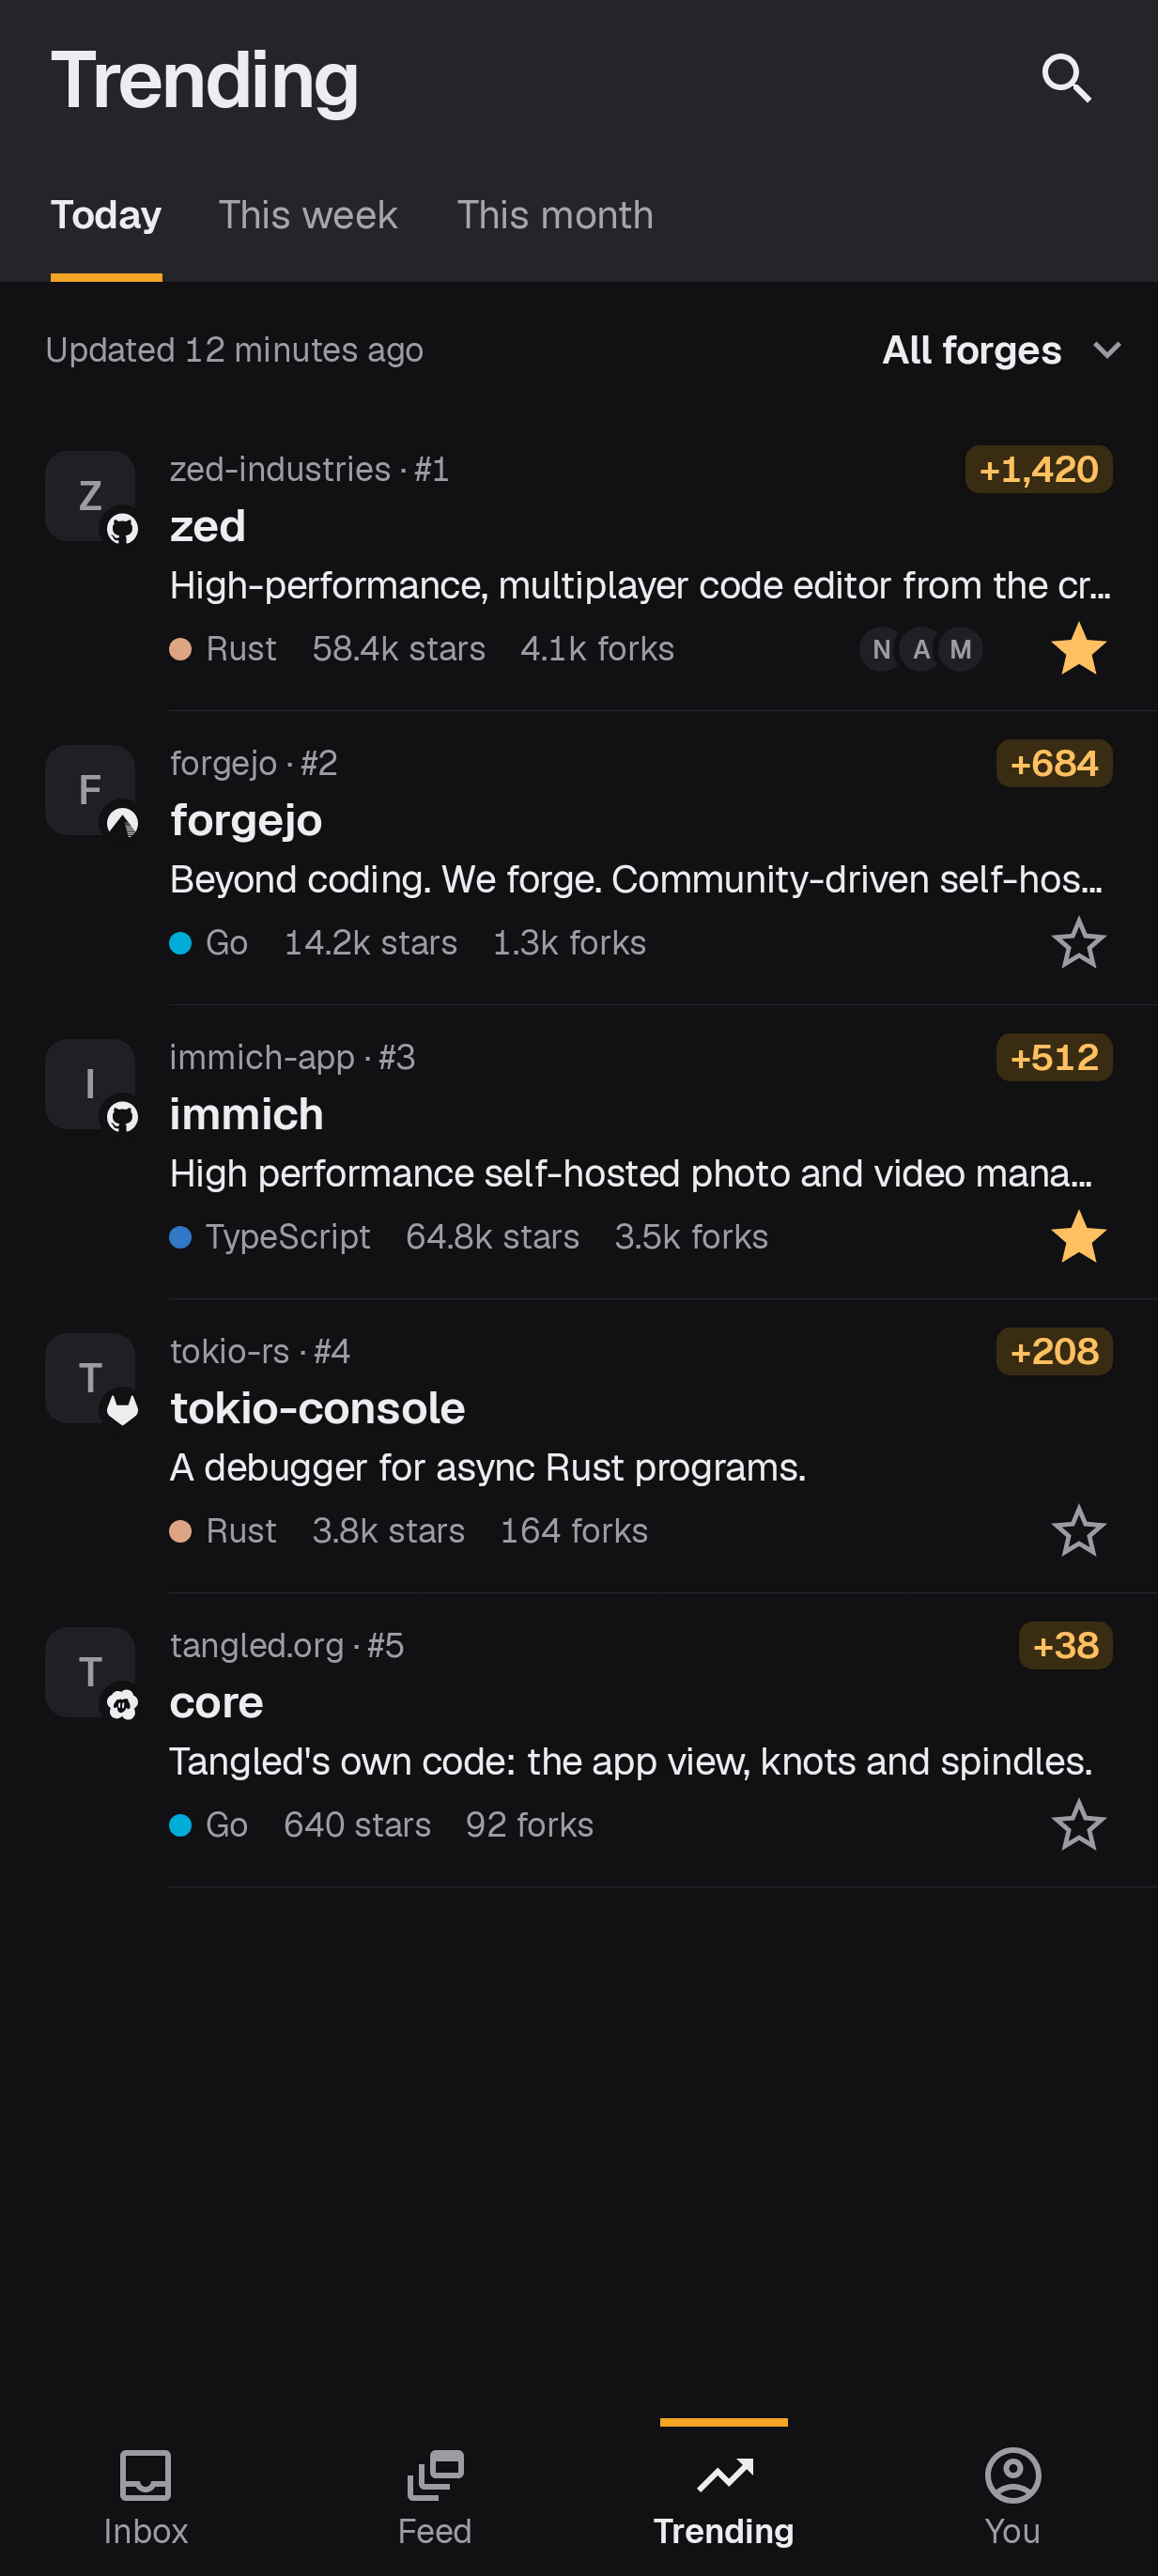 Trending
Today This week This month
Updated 12 minutes ago All forges
Z zed-industries · #1 +1,420
zed
High-performance, multiplayer code editor from the cr...
Rust 58.4k stars 4.1k forks N A M
F forgejo · #2 +684
forgejo
Beyond coding. We forge. Community-driven self-hos...
Go 14.2k stars 1.3k forks
I immich-app · #3 +512
immich
High performance self-hosted photo and video mana...
TypeScript 64.8k stars 3.5k forks
T tokio-rs · #4 +208
tokio-console
A debugger for async Rust programs.
Rust 3.8k stars 164 forks
T tangled.org · #5 +38
core
Tangled's own code: the app view, knots and spindles.
Go 640 stars 92 forks
Inbox Feed Trending You